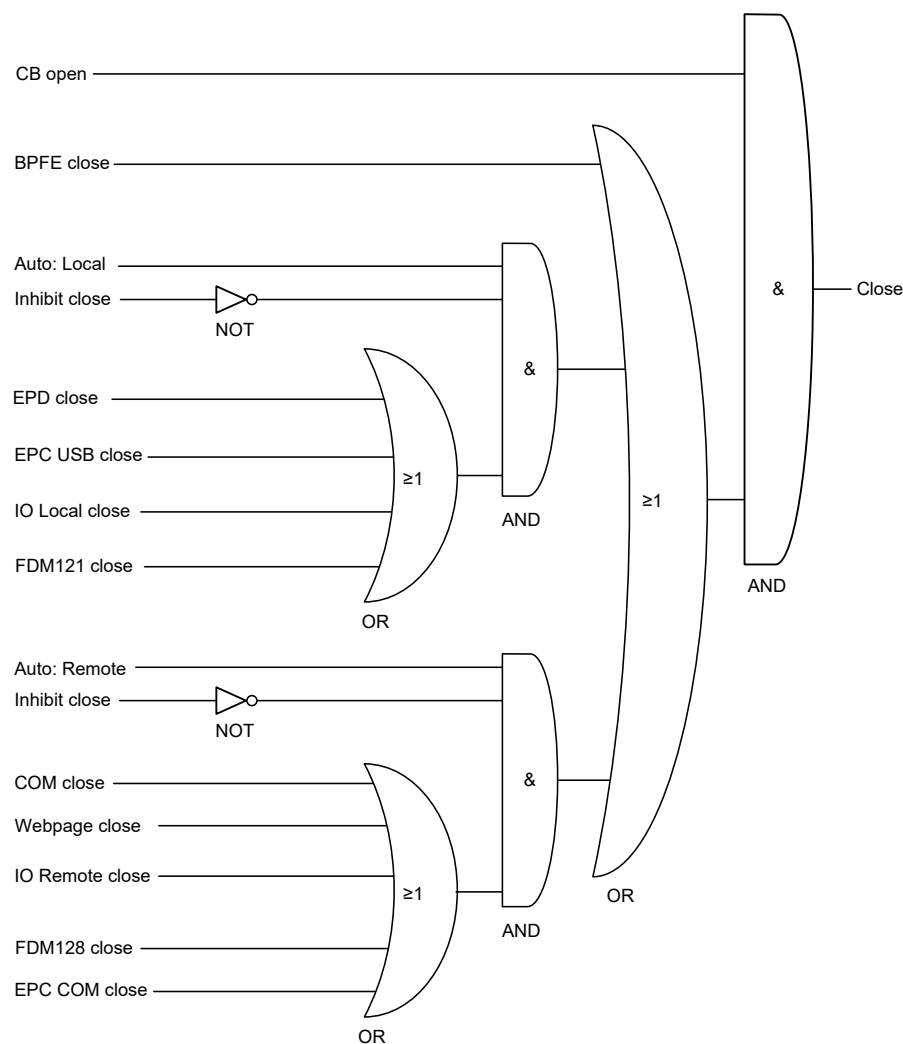 CB open
BPFE close
Auto: Local
Inhibit close
NOT
&
Close
EPD close
&
EPC USB close
≥1
IO Local close
≥1
AND
FDM121 close
AND
OR
Auto: Remote
Inhibit close
NOT
COM close
&
Webpage close
IO Remote close
≥1
OR
AND
FDM128 close
EPC COM close
OR